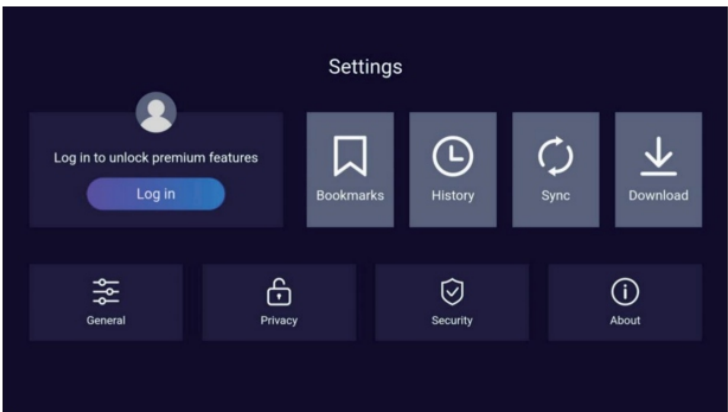 Settings
Log in to unlock premium features
Log in
Bookmarks
History
Sync
Download
General
Privacy
Security
About